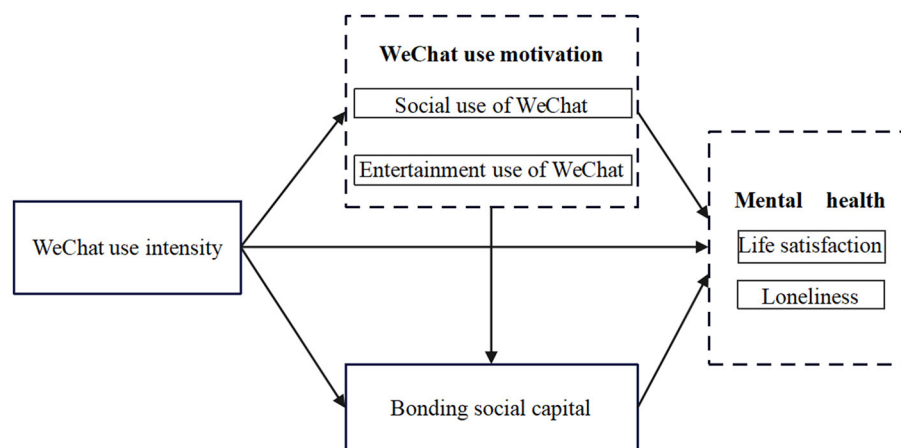 WeChat use motivation
Social use of WeChat
Entertainment use of WeChat
WeChat use intensity
Mental health
Life satisfaction
Loneliness
Bonding social capital